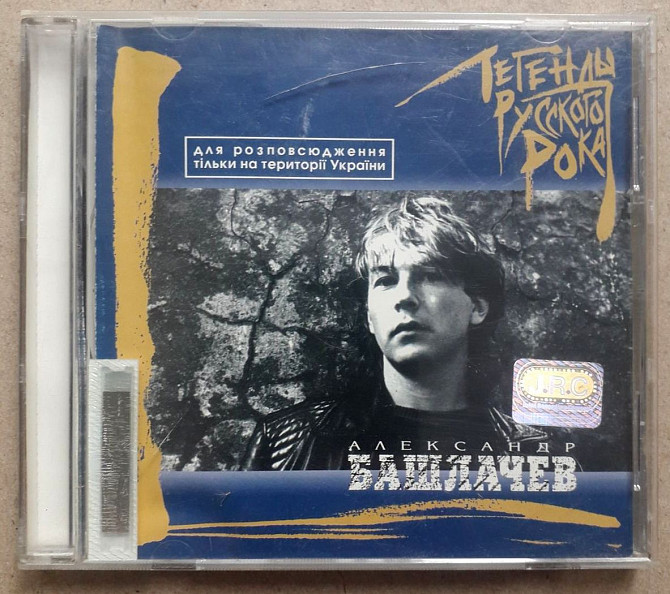 ЛЕГЕНДЫ
РУССКОГО
РОКА
для розповсюдження
тільки на території України
J.R.C
АЛЕКСАНДР
БАШЛАЧЕВ